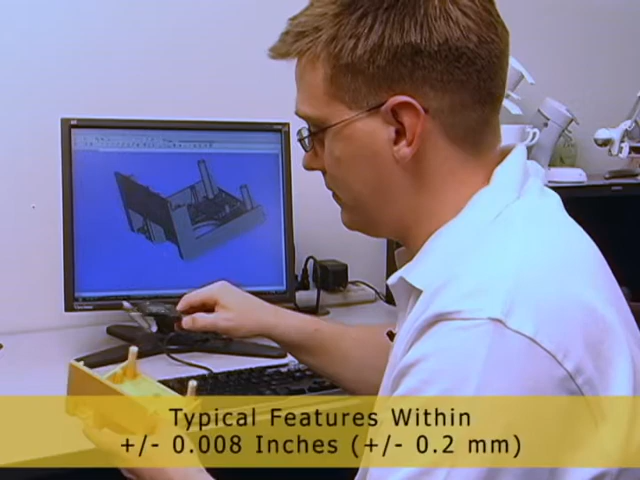 Typical Features Within
+/- 0.008 Inches (+/- 0.2 mm)